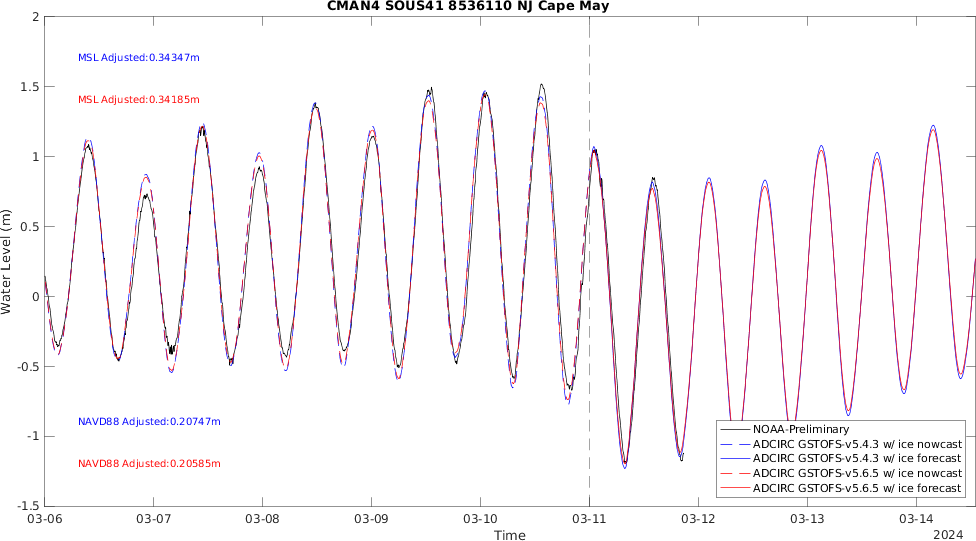 CMAN4 SOUS41 8536110 NJ Cape May
2
1.5
1
0.5
0
-0.5
-1
-1.5
Water Level (m)
MSL Adjusted:0.34347m
MSL Adjusted:0.34185m
NAVD88 Adjusted:0.20747m
NAVD88 Adjusted:0.20585m
NOAA-Preliminary
ADCIRC GSTOFS-v5.4.3 w/ ice nowcast
ADCIRC GSTOFS-v5.4.3 w/ ice forecast
ADCIRC GSTOFS-v5.6.5 w/ ice nowcast
ADCIRC GSTOFS-v5.6.5 w/ ice forecast
03-06 03-07 03-08 03-09 03-10 03-11 03-12 03-13 03-14
Time
2024